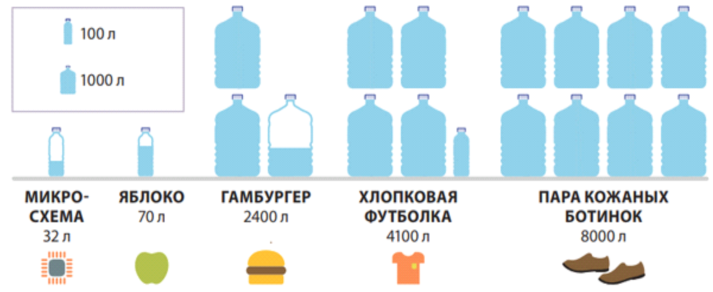 100 л
1000 л
МИКРО-
СХЕМА
32 л
ЯБЛОКО
70 л
ГАМБУРГЕР
2400 л
ХЛОПКОВАЯ
ФУТБОЛКА
4100 л
ПАРА КОЖАНЫХ
БОТИНОК
8000 л